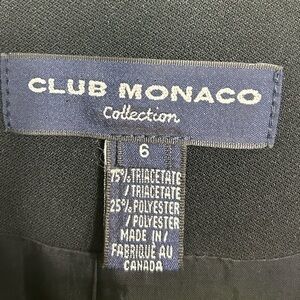 CLUB MONACO
Collection
6
75% TRIACETATE
/ TRIACETATE
25% POLYESTER
/ POLYESTER
MADE IN /
FABRIQUE AU
CANADA